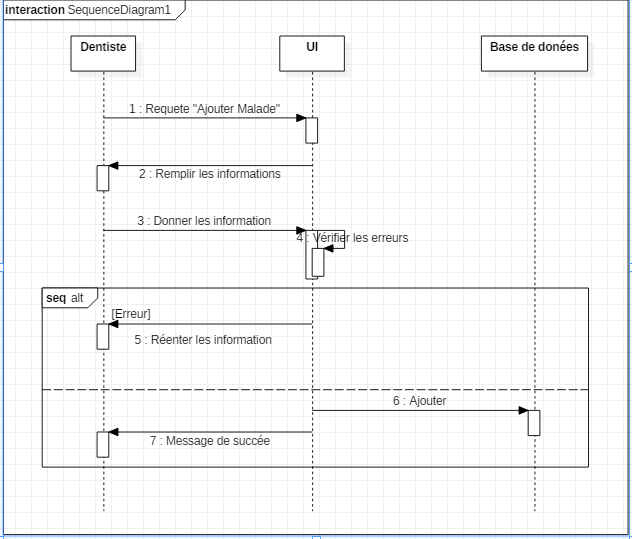 interaction SequenceDiagram1
Dentiste
UI
Base de donées
1 : Requete "Ajouter Malade"
2 : Remplir les informations
3 : Donner les information
4 : Vérifier les erreurs
seq alt
[Erreur]
5 : Réenter les information
6 : Ajouter
7 : Message de succée